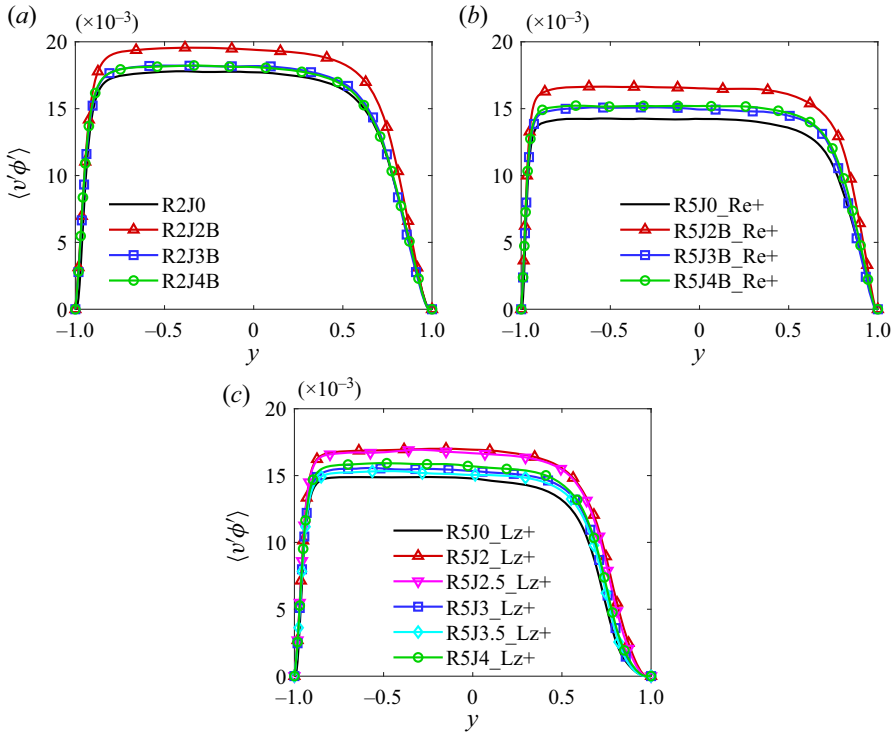 (a) (×10−3)
20
15
10
5
0
⟨v′ϕ′⟩
R2J0
R2J2B
R2J3B
R2J4B
−1.0 −0.5 0 0.5 1.0
y
(b) (×10−3)
20
15
10
5
0
R5J0_Re+
R5J2B_Re+
R5J3B_Re+
R5J4B_Re+
−1.0 −0.5 0 0.5 1.0
y
(c) (×10−3)
20
15
10
5
0
⟨v′ϕ′⟩
R5J0_Lz+
R5J2_Lz+
R5J2.5_Lz+
R5J3_Lz+
R5J3.5_Lz+
R5J4_Lz+
−1.0 −0.5 0 0.5 1.0
y